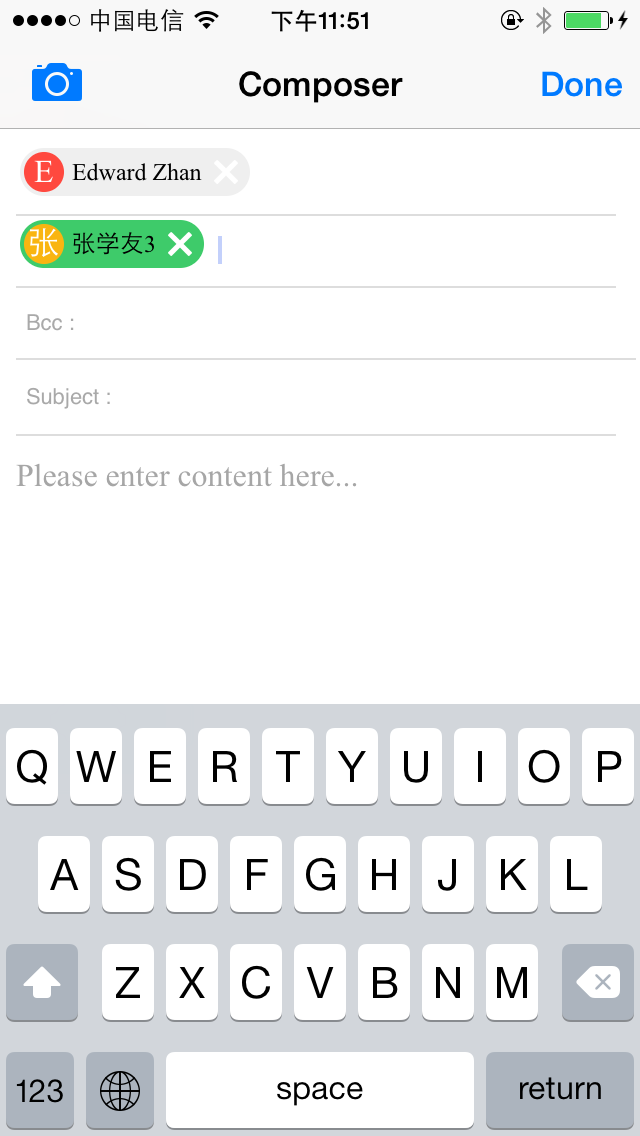 中国电信 下午11:51
Composer Done
E Edward Zhan
张 张学友3
Bcc :
Subject :
Please enter content here...
Q W E R T Y U I O P
A S D F G H J K L
Z X C V B N M
123 space return